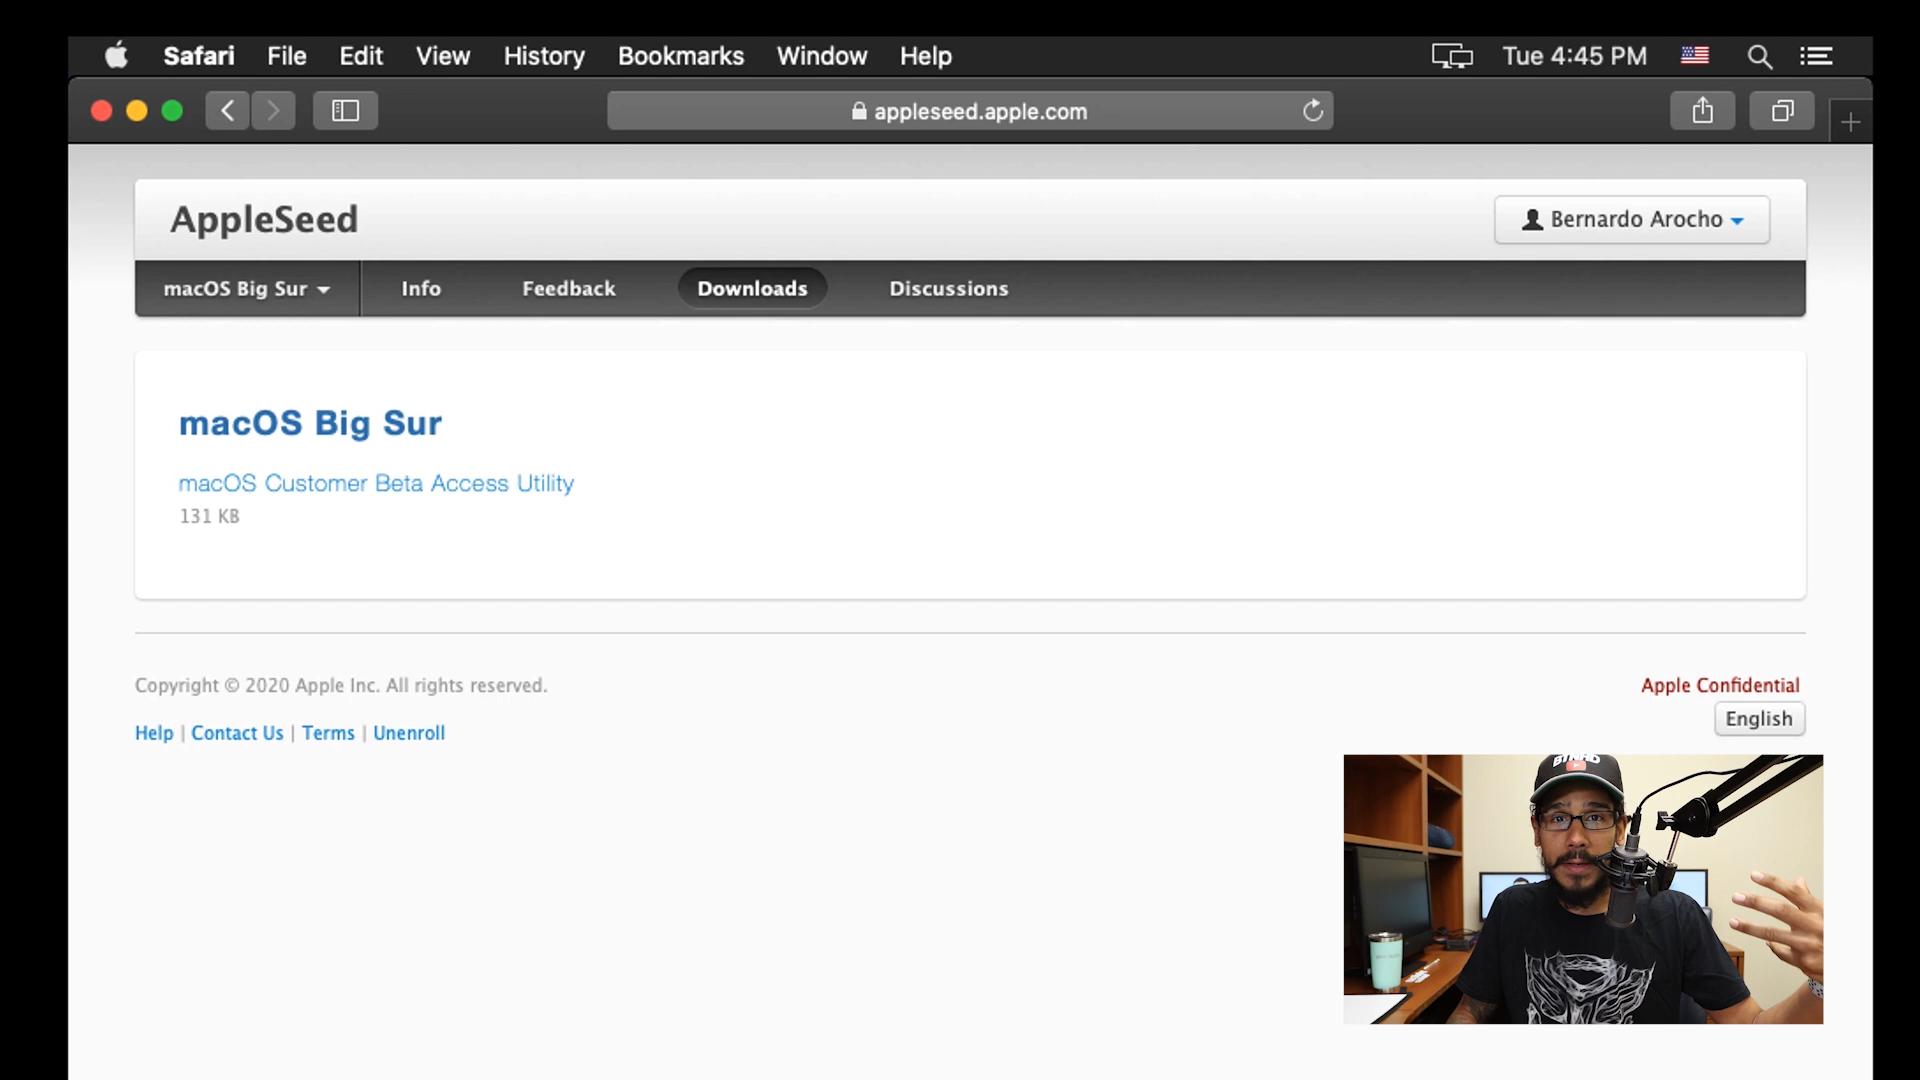 Safari File Edit View History Bookmarks Window Help Tue 4:45 PM
appleseed.apple.com
AppleSeed
Bernardo Arocho
macOS Big Sur Info Feedback Downloads Discussions
macOS Big Sur
macOS Customer Beta Access Utility
131 KB
Copyright © 2020 Apple Inc. All rights reserved.
Apple Confidential
English
Help | Contact Us | Terms | Unenroll